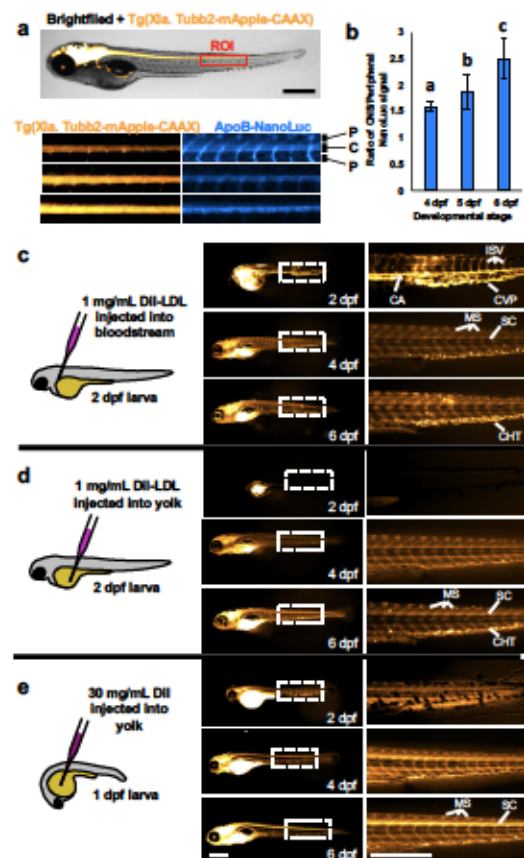 a
Brightfiled + Tg(Xla. Tubb2-mApple-CAAX)
ROI
Tg(Xla. Tubb2-mApple-CAAX) ApoB-NanoLuc
P
C
P
b
Ratio of CNS/Peripheral
NanoLuc signal
3
2.5
2
1.5
1
0.5
0
a
b
c
4 dpf 5 dpf 6 dpf
Developmental stage
c
1 mg/mL DiI-LDL
injected into
bloodstream
2 dpf larva
2 dpf
ISV
CA
CVP
4 dpf
MS
SC
6 dpf
CHT
d
1 mg/mL DiI-LDL
injected into yolk
2 dpf larva
2 dpf
4 dpf
6 dpf
MS
SC
CHT
e
30 mg/mL DiI
injected into
yolk
1 dpf larva
2 dpf
4 dpf
6 dpf
MS
SC